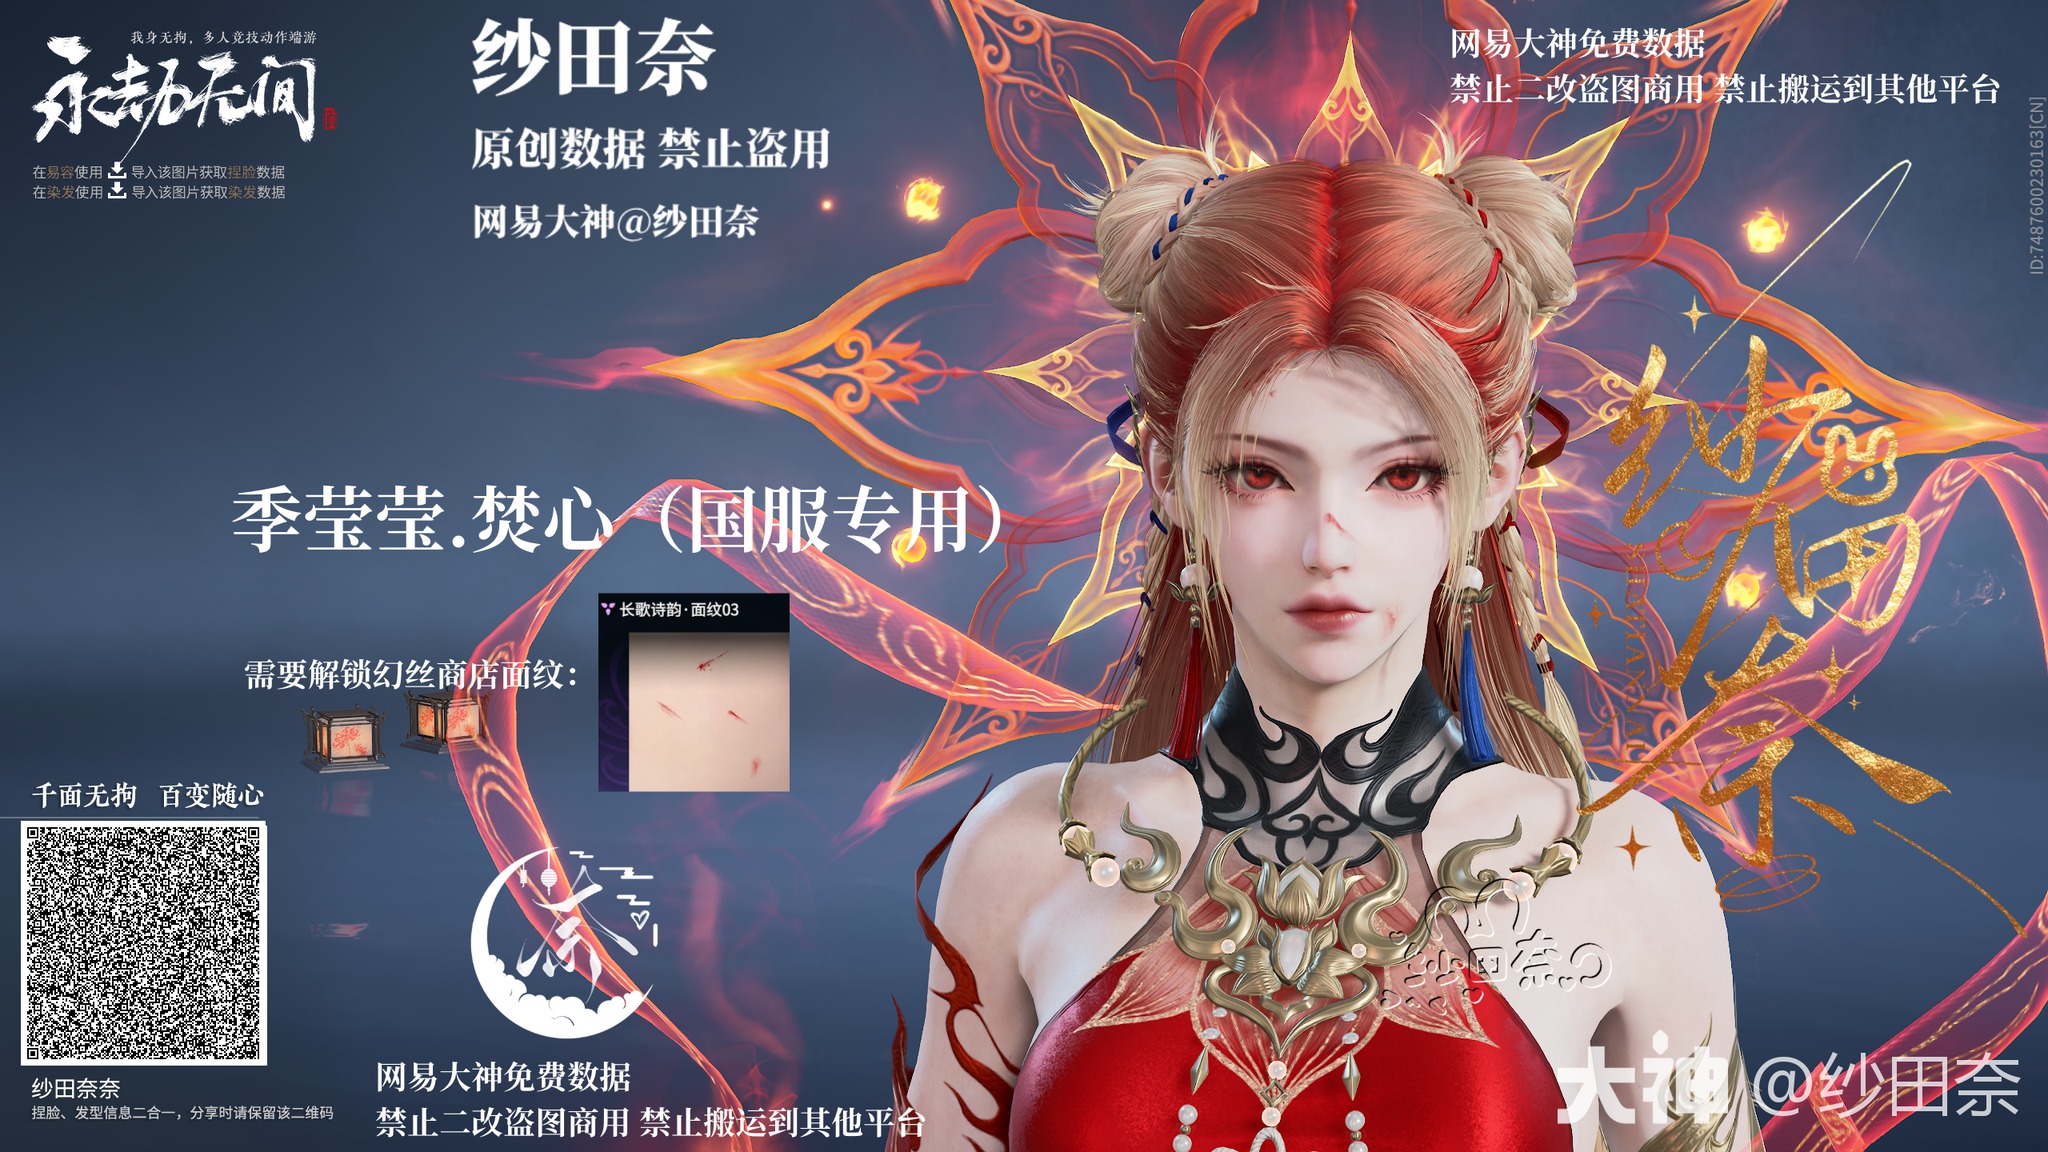 我身无拘，多人竞技动作端游
永劫无间
在易容使用 导入该图片获取捏脸数据
在染发使用 导入该图片获取染发数据
纱田奈
原创数据 禁止盗用
网易大神@纱田奈
网易大神免费数据
禁止二改盗图商用 禁止搬运到其他平台
ID:7487600230163[CN]
季莹莹.焚心（国服专用）
长歌诗韵·面纹03
需要解锁幻丝商店面纹：
纱田奈
千面无拘 百变随心
奈
纱田奈
纱田奈奈
捏脸、发型信息二合一，分享时请保留该二维码
网易大神免费数据
禁止二改盗图商用 禁止搬运到其他平台
大神 @纱田奈